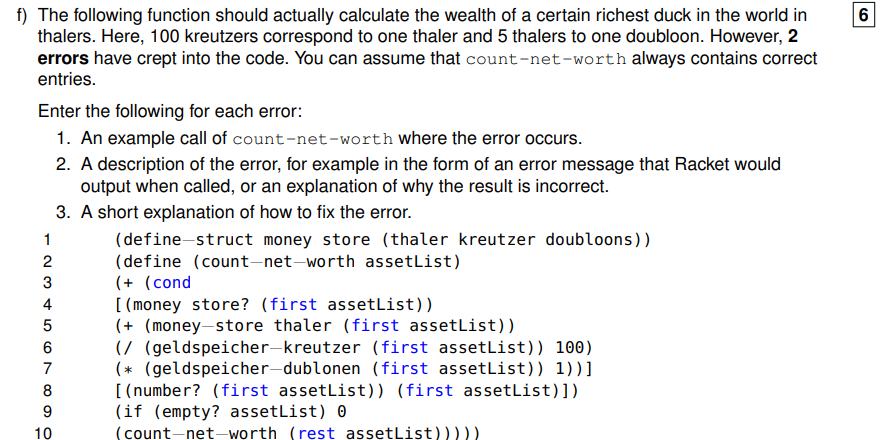 f) The following function should actually calculate the wealth of a certain richest duck in the world in 6
thalers. Here, 100 kreutzers correspond to one thaler and 5 thalers to one doubloon. However, 2
errors have crept into the code. You can assume that count-net-worth always contains correct
entries.
Enter the following for each error:
1. An example call of count-net-worth where the error occurs.
2. A description of the error, for example in the form of an error message that Racket would
output when called, or an explanation of why the result is incorrect.
3. A short explanation of how to fix the error.
1 (define—struct money store (thaler kreutzer doubloons))
2 (define (count—net—worth assetList)
3 (+ (cond
4 [(money store? (first assetList))
5 (+ (money—store thaler (first assetList))
6 (/ (geldspeicher—kreutzer (first assetList)) 100)
7 (* (geldspeicher—dublonen (first assetList)) 1))]
8 [(number? (first assetList)) (first assetList)])
9 (if (empty? assetList) 0
10 (count—net—worth (rest assetList)))))